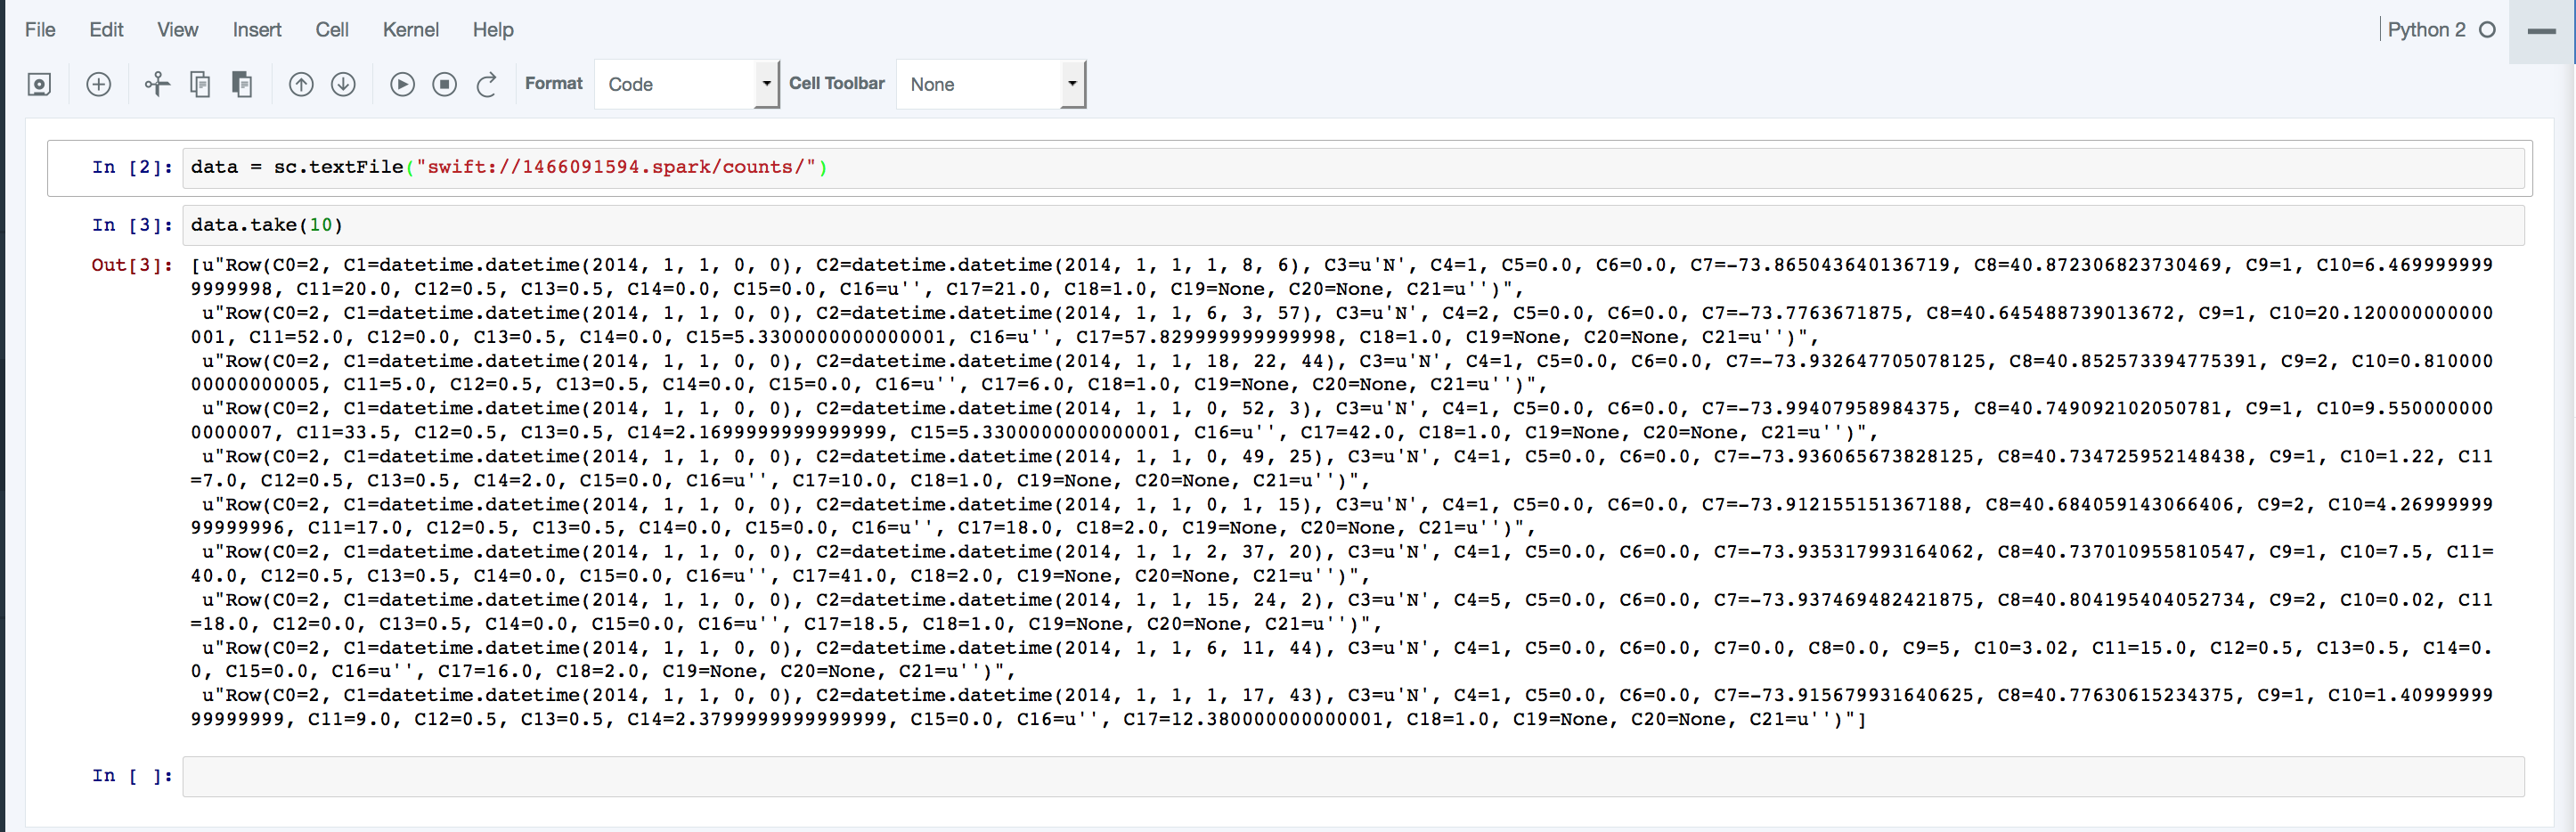 File Edit View Insert Cell Kernel Help Python 2
Format Code Cell Toolbar None
In [2]: data = sc.textFile("swift://1466091594.spark/counts/")
In [3]: data.take(10)
Out[3]: [u"Row(C0=2, C1=datetime.datetime(2014, 1, 1, 0, 0), C2=datetime.datetime(2014, 1, 1, 1, 8, 6), C3=u'N', C4=1, C5=0.0, C6=0.0, C7=-73.865043640136719, C8=40.872306823730469, C9=1, C10=6.469999999
9999998, C11=20.0, C12=0.5, C13=0.5, C14=0.0, C15=0.0, C16=u'', C17=21.0, C18=1.0, C19=None, C20=None, C21=u'')",
u"Row(C0=2, C1=datetime.datetime(2014, 1, 1, 0, 0), C2=datetime.datetime(2014, 1, 1, 6, 3, 57), C3=u'N', C4=2, C5=0.0, C6=0.0, C7=-73.7763671875, C8=40.645488739013672, C9=1, C10=20.120000000000
001, C11=52.0, C12=0.0, C13=0.5, C14=0.0, C15=5.3300000000000001, C16=u'', C17=57.829999999999998, C18=1.0, C19=None, C20=None, C21=u'')",
u"Row(C0=2, C1=datetime.datetime(2014, 1, 1, 0, 0), C2=datetime.datetime(2014, 1, 1, 18, 22, 44), C3=u'N', C4=1, C5=0.0, C6=0.0, C7=-73.932647705078125, C8=40.852573394775391, C9=2, C10=0.810000
00000000005, C11=5.0, C12=0.5, C13=0.5, C14=0.0, C15=0.0, C16=u'', C17=6.0, C18=1.0, C19=None, C20=None, C21=u'')",
u"Row(C0=2, C1=datetime.datetime(2014, 1, 1, 0, 0), C2=datetime.datetime(2014, 1, 1, 0, 52, 3), C3=u'N', C4=1, C5=0.0, C6=0.0, C7=-73.99407958984375, C8=40.749092102050781, C9=1, C10=9.550000000
0000007, C11=33.5, C12=0.5, C13=0.5, C14=2.1699999999999999, C15=5.3300000000000001, C16=u'', C17=42.0, C18=1.0, C19=None, C20=None, C21=u'')",
u"Row(C0=2, C1=datetime.datetime(2014, 1, 1, 0, 0), C2=datetime.datetime(2014, 1, 1, 0, 49, 25), C3=u'N', C4=1, C5=0.0, C6=0.0, C7=-73.936065673828125, C8=40.734725952148438, C9=1, C10=1.22, C11
=7.0, C12=0.5, C13=0.5, C14=2.0, C15=0.0, C16=u'', C17=10.0, C18=1.0, C19=None, C20=None, C21=u'')",
u"Row(C0=2, C1=datetime.datetime(2014, 1, 1, 0, 0), C2=datetime.datetime(2014, 1, 1, 0, 1, 15), C3=u'N', C4=1, C5=0.0, C6=0.0, C7=-73.912155151367188, C8=40.684059143066406, C9=2, C10=4.26999999
99999996, C11=17.0, C12=0.5, C13=0.5, C14=0.0, C15=0.0, C16=u'', C17=18.0, C18=2.0, C19=None, C20=None, C21=u'')",
u"Row(C0=2, C1=datetime.datetime(2014, 1, 1, 0, 0), C2=datetime.datetime(2014, 1, 1, 2, 37, 20), C3=u'N', C4=1, C5=0.0, C6=0.0, C7=-73.935317993164062, C8=40.737010955810547, C9=1, C10=7.5, C11=
40.0, C12=0.5, C13=0.5, C14=0.0, C15=0.0, C16=u'', C17=41.0, C18=2.0, C19=None, C20=None, C21=u'')",
u"Row(C0=2, C1=datetime.datetime(2014, 1, 1, 0, 0), C2=datetime.datetime(2014, 1, 1, 15, 24, 2), C3=u'N', C4=5, C5=0.0, C6=0.0, C7=-73.937469482421875, C8=40.804195404052734, C9=2, C10=0.02, C11
=18.0, C12=0.0, C13=0.5, C14=0.0, C15=0.0, C16=u'', C17=18.5, C18=1.0, C19=None, C20=None, C21=u'')",
u"Row(C0=2, C1=datetime.datetime(2014, 1, 1, 0, 0), C2=datetime.datetime(2014, 1, 1, 6, 11, 44), C3=u'N', C4=1, C5=0.0, C6=0.0, C7=0.0, C8=0.0, C9=5, C10=3.02, C11=15.0, C12=0.5, C13=0.5, C14=0.
0, C15=0.0, C16=u'', C17=16.0, C18=2.0, C19=None, C20=None, C21=u'')",
u"Row(C0=2, C1=datetime.datetime(2014, 1, 1, 0, 0), C2=datetime.datetime(2014, 1, 1, 1, 17, 43), C3=u'N', C4=1, C5=0.0, C6=0.0, C7=-73.915679931640625, C8=40.77630615234375, C9=1, C10=1.40999999
99999999, C11=9.0, C12=0.5, C13=0.5, C14=2.3799999999999999, C15=0.0, C16=u'', C17=12.380000000000001, C18=1.0, C19=None, C20=None, C21=u'')"]
In [ ]: